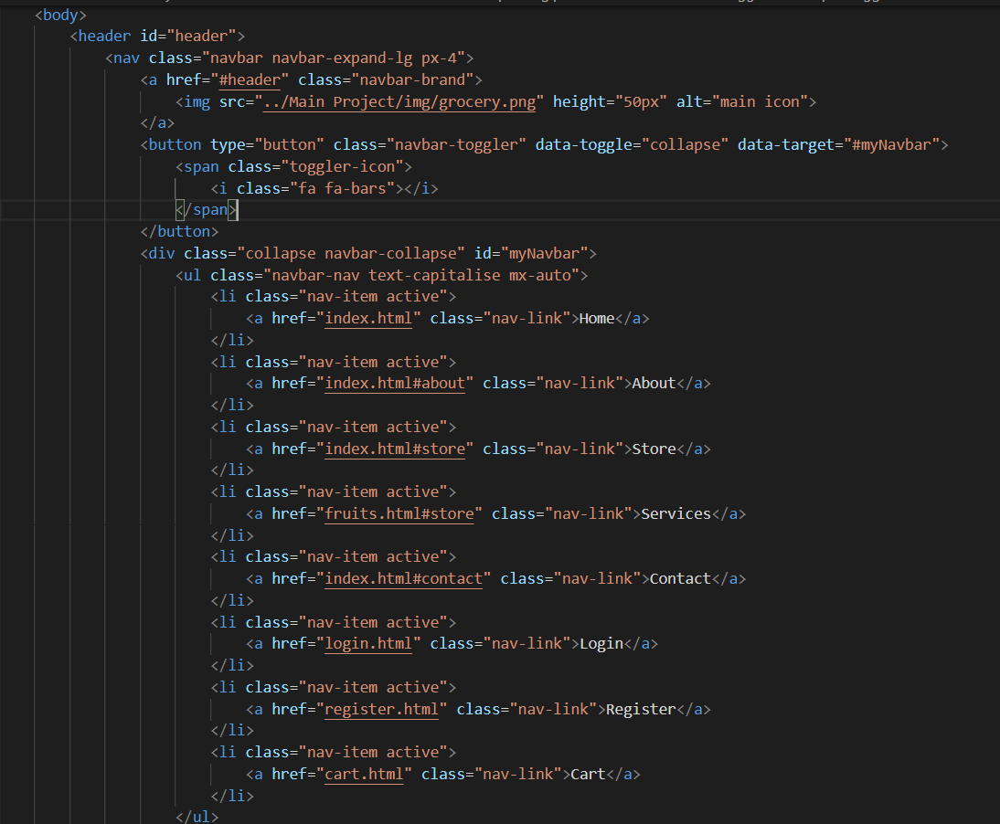 <body>
<header id="header">
<nav class="navbar navbar-expand-lg px-4">
<a href="#header" class="navbar-brand">
<img src="../Main Project/img/grocery.png" height="50px" alt="main icon">
</a>
<button type="button" class="navbar-toggler" data-toggle="collapse" data-target="#myNavbar">
<span class="toggler-icon">
<i class="fa fa-bars"></i>
</span>
</button>
<div class="collapse navbar-collapse" id="myNavbar">
<ul class="navbar-nav text-capitalise mx-auto">
<li class="nav-item active">
<a href="index.html" class="nav-link">Home</a>
</li>
<li class="nav-item active">
<a href="index.html#about" class="nav-link">About</a>
</li>
<li class="nav-item active">
<a href="index.html#store" class="nav-link">Store</a>
</li>
<li class="nav-item active">
<a href="fruits.html#store" class="nav-link">Services</a>
</li>
<li class="nav-item active">
<a href="index.html#contact" class="nav-link">Contact</a>
</li>
<li class="nav-item active">
<a href="login.html" class="nav-link">Login</a>
</li>
<li class="nav-item active">
<a href="register.html" class="nav-link">Register</a>
</li>
<li class="nav-item active">
<a href="cart.html" class="nav-link">Cart</a>
</li>
</ul>